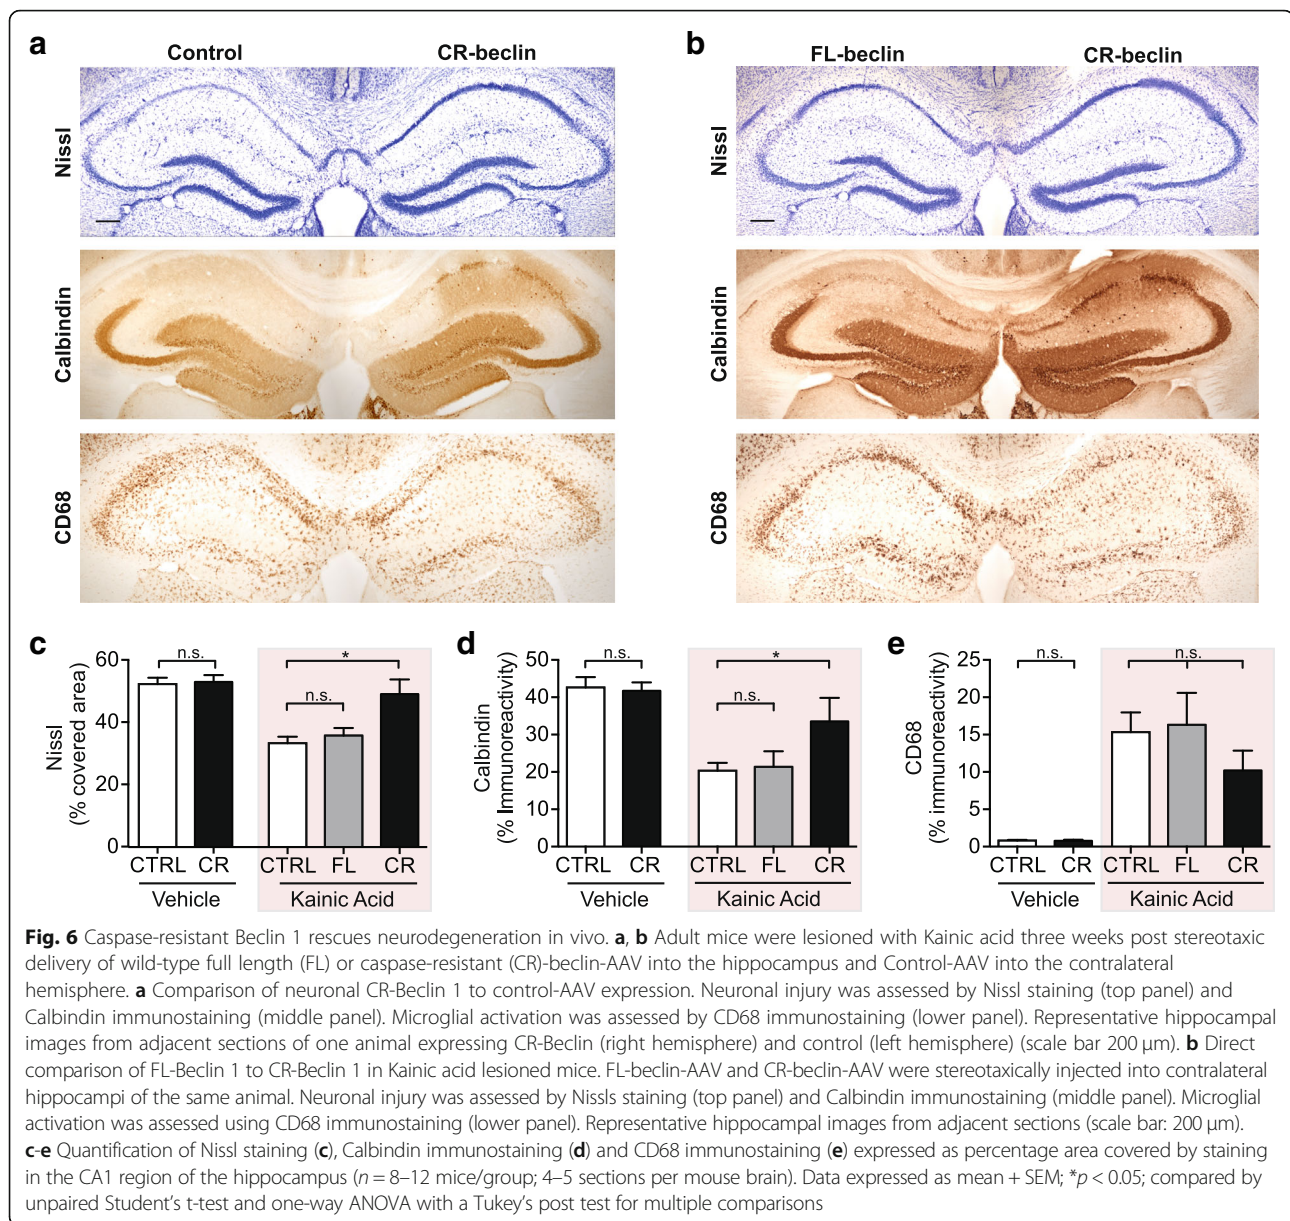 a
Control
CR-beclin
Nissl
Calbindin
CD68
b
FL-beclin
CR-beclin
Nissl
Calbindin
CD68
c
Nissl
(% covered area)
60
40
20
0
n.s.
n.s.
*
CTRL CR CTRL FL CR
Vehicle Kainic Acid
d
Calbindin
(% Immunoreactivity)
50
40
30
20
10
0
n.s.
n.s.
*
CTRL CR CTRL FL CR
Vehicle Kainic Acid
e
CD68
(% immunoreactivity)
25
20
15
10
5
0
n.s.
n.s.
CTRL CR CTRL FL CR
Vehicle Kainic Acid
Fig. 6 Caspase-resistant Beclin 1 rescues neurodegeneration in vivo. a, b Adult mice were lesioned with Kainic acid three weeks post stereotaxic
delivery of wild-type full length (FL) or caspase-resistant (CR)-beclin-AAV into the hippocampus and Control-AAV into the contralateral
hemisphere. a Comparison of neuronal CR-Beclin 1 to control-AAV expression. Neuronal injury was assessed by Nissl staining (top panel) and
Calbindin immunostaining (middle panel). Microglial activation was assessed by CD68 immunostaining (lower panel). Representative hippocampal
images from adjacent sections of one animal expressing CR-Beclin (right hemisphere) and control (left hemisphere) (scale bar 200 μm). b Direct
comparison of FL-Beclin 1 to CR-Beclin 1 in Kainic acid lesioned mice. FL-beclin-AAV and CR-beclin-AAV were stereotaxically injected into contralateral
hippocampi of the same animal. Neuronal injury was assessed by Nissls staining (top panel) and Calbindin immunostaining (middle panel). Microglial
activation was assessed using CD68 immunostaining (lower panel). Representative hippocampal images from adjacent sections (scale bar: 200 μm).
c-e Quantification of Nissl staining (c), Calbindin immunostaining (d) and CD68 immunostaining (e) expressed as percentage area covered by staining
in the CA1 region of the hippocampus (n = 8–12 mice/group; 4–5 sections per mouse brain). Data expressed as mean + SEM; *p < 0.05; compared by
unpaired Student's t-test and one-way ANOVA with a Tukey's post test for multiple comparisons